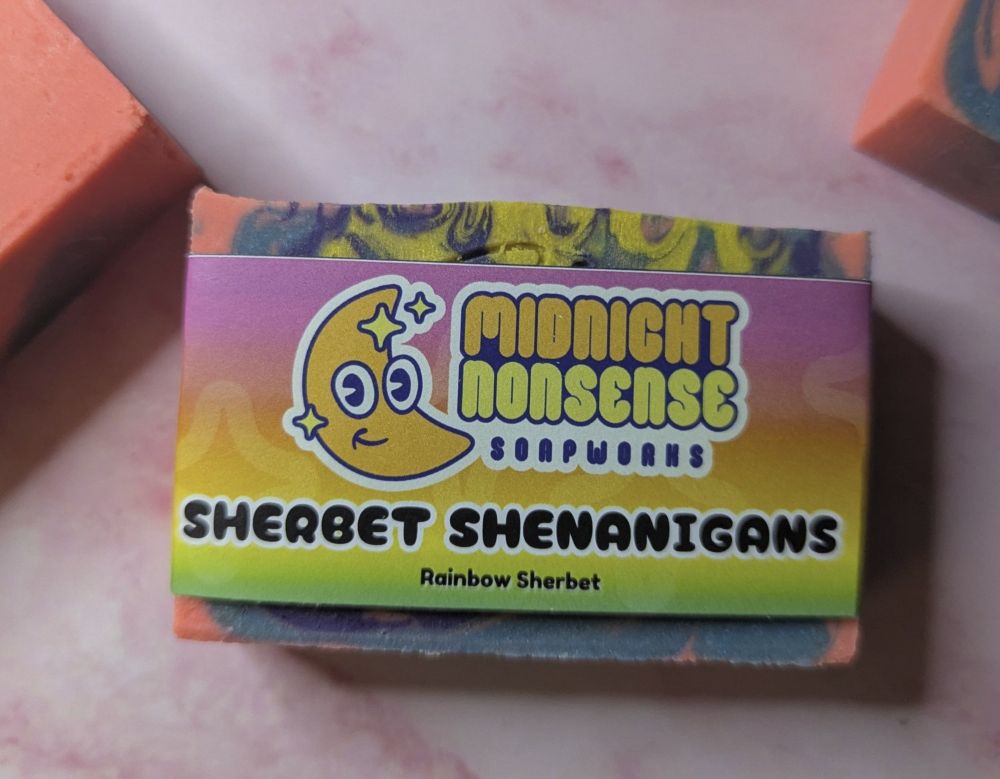 MIDNIGHT
NONSENSE
SOAPWORKS
SHERBET SHENANIGANS
Rainbow Sherbet